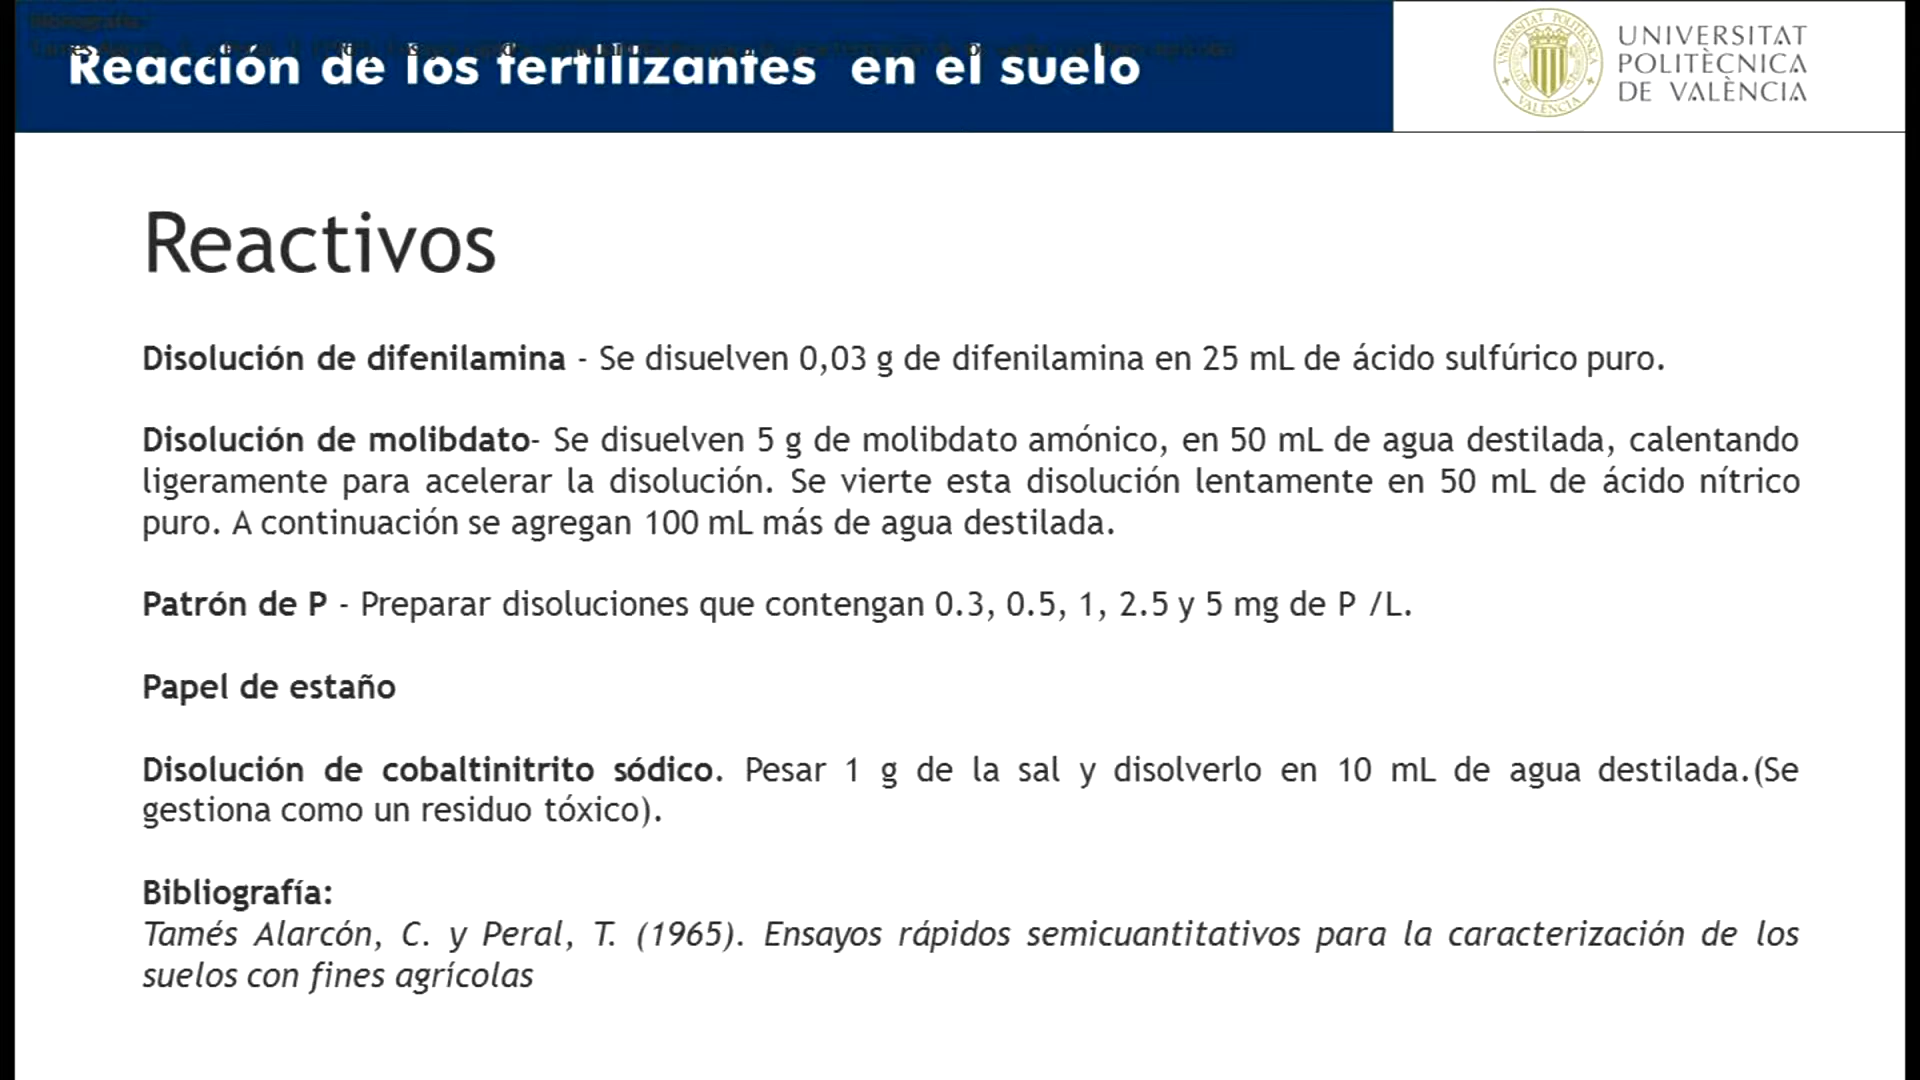 Bibliografía:
Reacción de los fertilizantes en el suelo
UNIVERSITAT
POLITÈCNICA
DE VALÈNCIA
Reactivos
Disolución de difenilamina - Se disuelven 0,03 g de difenilamina en 25 mL de ácido sulfúrico puro.
Disolución de molibdato- Se disuelven 5 g de molibdato amónico, en 50 mL de agua destilada, calentando
ligeramente para acelerar la disolución. Se vierte esta disolución lentamente en 50 mL de ácido nítrico
puro. A continuación se agregan 100 mL más de agua destilada.
Patrón de P - Preparar disoluciones que contengan 0.3, 0.5, 1, 2.5 y 5 mg de P /L.
Papel de estaño
Disolución de cobaltinitrito sódico. Pesar 1 g de la sal y disolverlo en 10 mL de agua destilada.(Se
gestiona como un residuo tóxico).
Bibliografía:
Tamés Alarcón, C. y Peral, T. (1965). Ensayos rápidos semicuantitativos para la caracterización de los
suelos con fines agrícolas